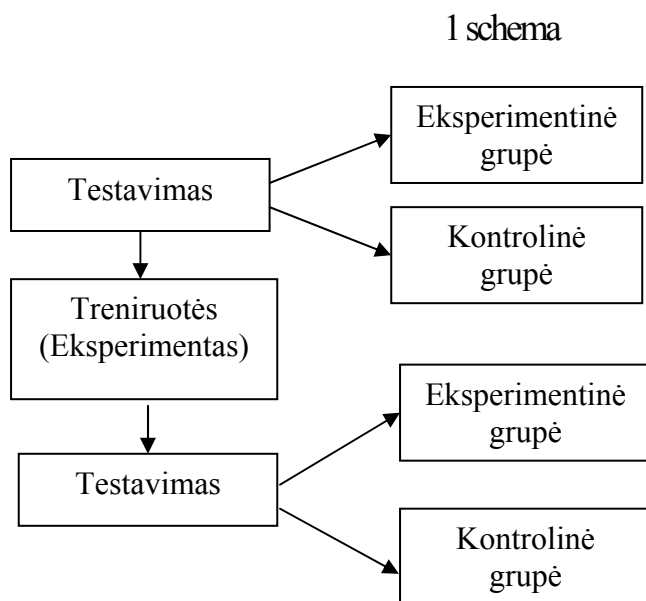 1 schema
Eksperimentinė
grupė
Testavimas
Kontrolinė
grupė
Treniruotės
(Eksperimentas)
Eksperimentinė
grupė
Testavimas
Kontrolinė
grupė